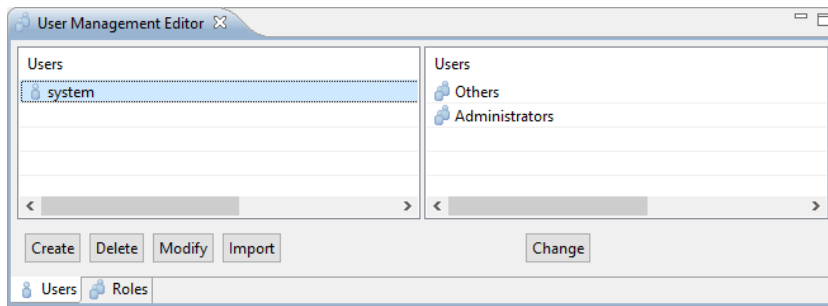 User Management Editor
Users
system
Users
Others
Administrators
Create Delete Modify Import
Change
Users Roles